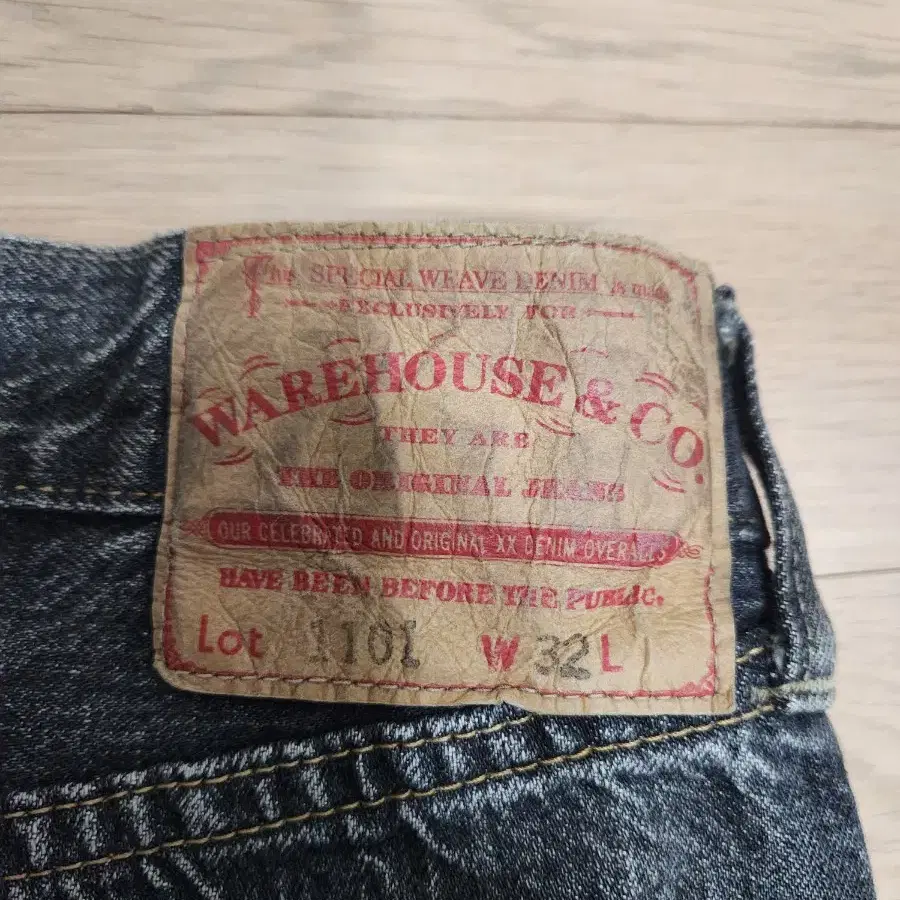 This SPECIAL WEAVE DENIM is made
EXCLUSIVELY FOR
WAREHOUSE & CO.
THEY ARE
THE ORIGINAL JEANS
OUR CELEBRATED AND ORIGINAL XX DENIM OVERALLS
HAVE BEEN BEFORE THE PUBLIC.
Lot 1101 W 32 L